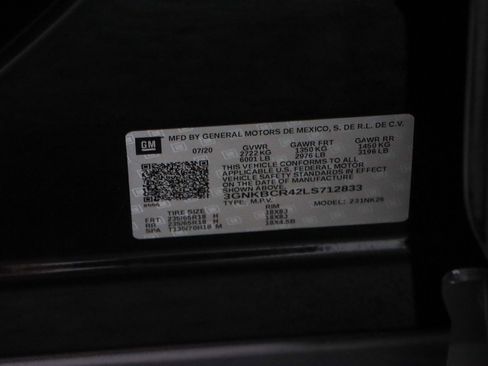 GM
MFD BY GENERAL MOTORS DE MEXICO, S. DE R.L. DE C.V.
07/20 GVWR GAWR FRT GAWR RR
2722 KG 1350 KG 1450 KG
6001 LB 2976 LB 3196 LB
THIS VEHICLE CONFORMS TO ALL
APPLICABLE U.S. FEDERAL MOTOR
VEHICLE SAFETY STANDARDS IN EFFECT
ON THE DATE OF MANUFACTURE
SHOWN ABOVE
3GNKBCR42LS712833
TYPE: M.P.V. MODEL: 231NK26
TIRE SIZE RIM
FRT 235/65R18 H 18X8J
RR 235/65R18 H 18X8J
SPA T135/70R18 M 18X4.5B